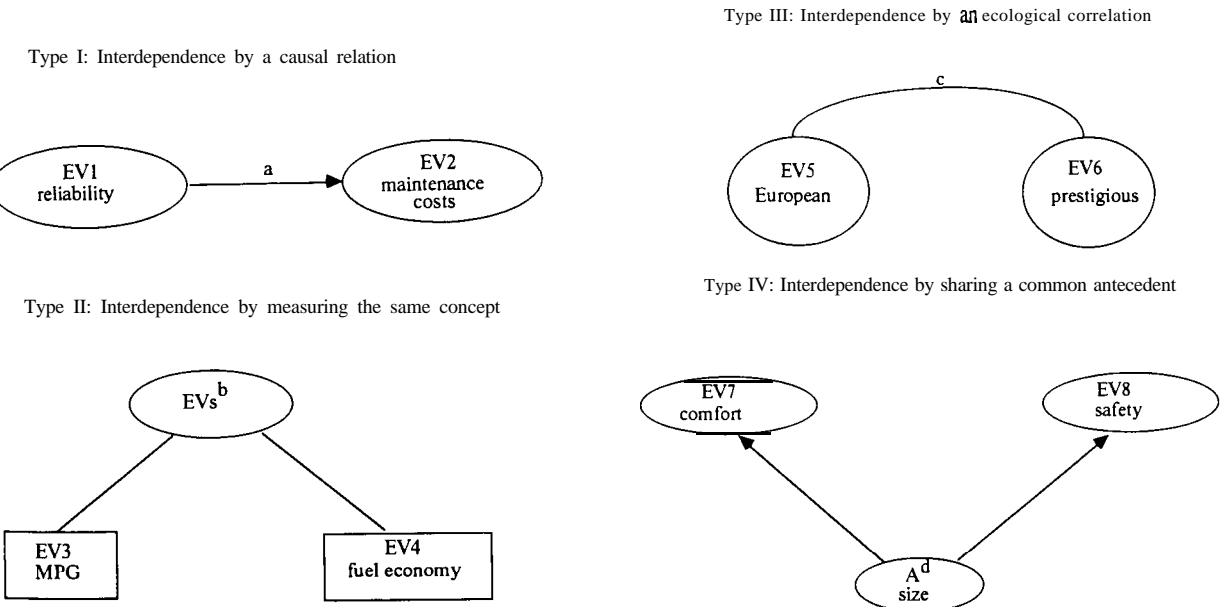 Type I: Interdependence by a causal relation
EV1
reliability
a
EV2
maintenance
costs
Type II: Interdependence by measuring the same concept
EVs b
EV3
MPG
EV4
fuel economy
Type III: Interdependence by an ecological correlation
c
EV5
European
EV6
prestigious
Type IV: Interdependence by sharing a common antecedent
EV7
comfort
EV8
safety
A d
size